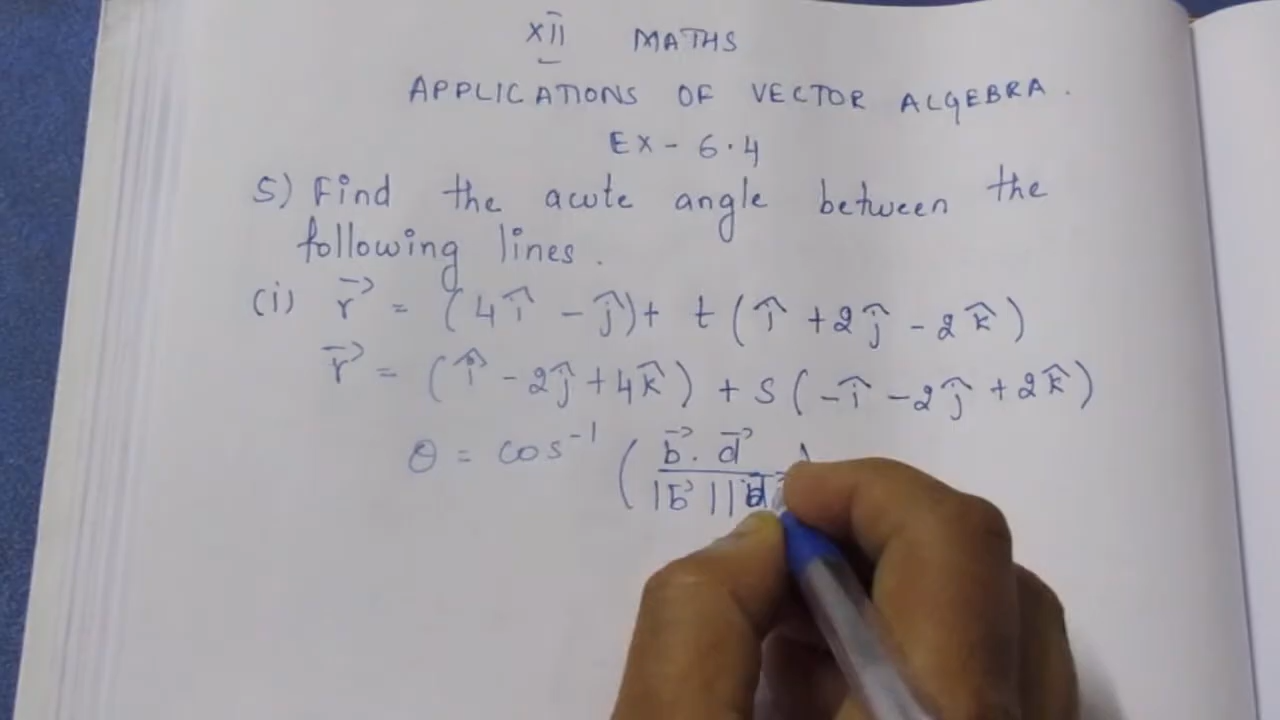 XII MATHS
APPLICATIONS OF VECTOR ALGEBRA.
EX - 6.4
5) Find the acute angle between the
following lines.
(i) r⃗ = (4î - ĵ) + t (î + 2ĵ - 2k̂)
r⃗ = (î - 2ĵ + 4k̂) + s (-î - 2ĵ + 2k̂)
θ = cos⁻¹ ( b⃗ . d⃗ / |b⃗| |d⃗| )